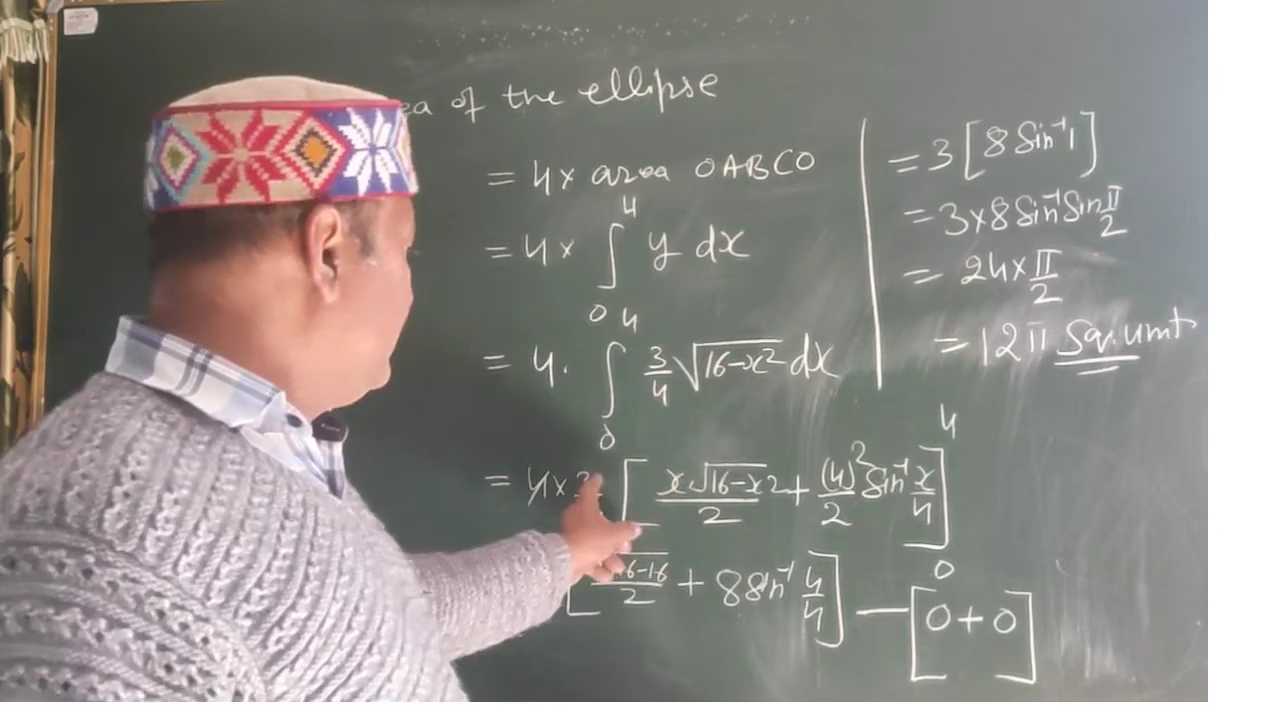 of the ellipse
= 4 × area OABCO
= 4 × ∫₀⁴ y dx
= 4 · ∫₀⁴ 3/4 √(16-x²) dx
= 4 × 3 [ x√(16-x²)/2 + (4)²/2 Sin⁻¹ x/4 ]₀⁴
[ √(16-16)/2 + 8 Sin⁻¹ 4/4 ] — [0 + 0]
= 3 [8 Sin⁻¹ 1]
= 3×8 Sin⁻¹ Sin π/2
= 24 × π/2
= 12π Sq. unit